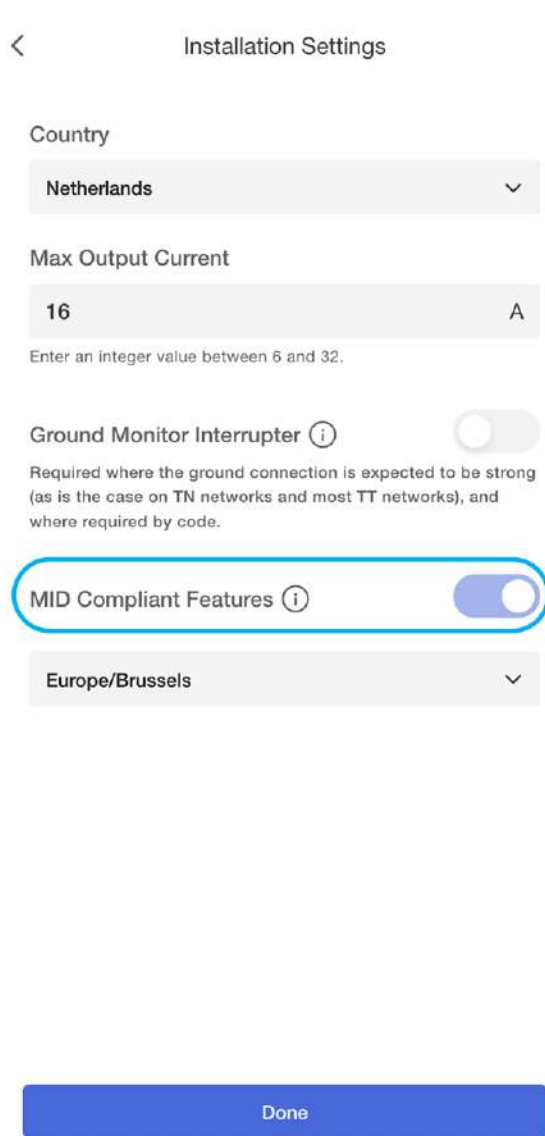 Installation Settings
Country
Netherlands
Max Output Current
16 A
Enter an integer value between 6 and 32.
Ground Monitor Interrupter
Required where the ground connection is expected to be strong
(as is the case on TN networks and most TT networks), and
where required by code.
MID Compliant Features
Europe/Brussels
Done